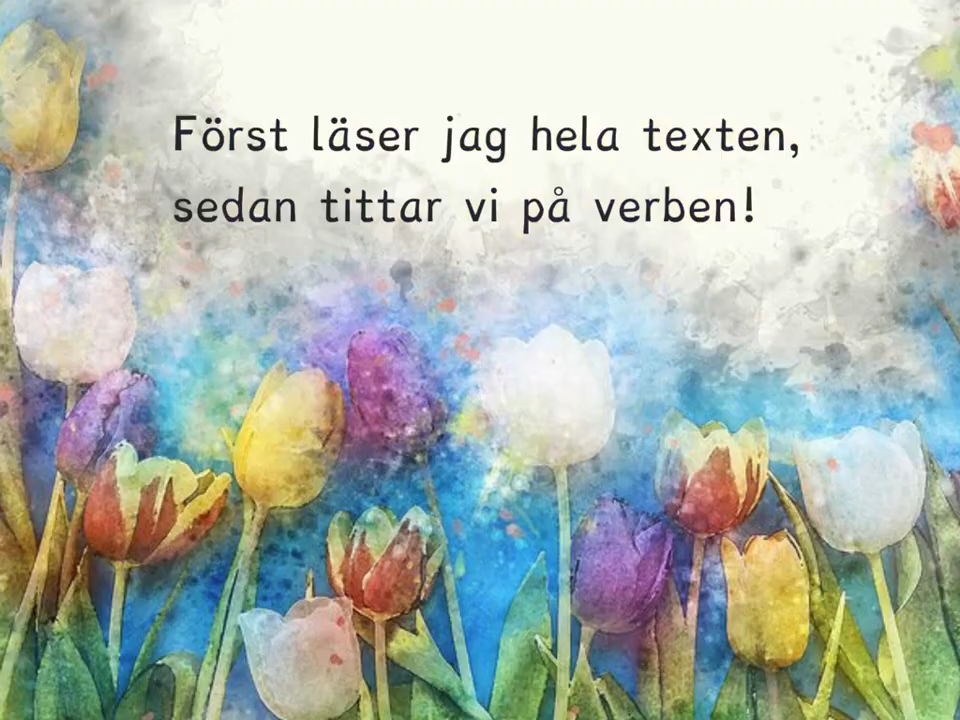 Först läser jag hela texten,
sedan tittar vi på verben!